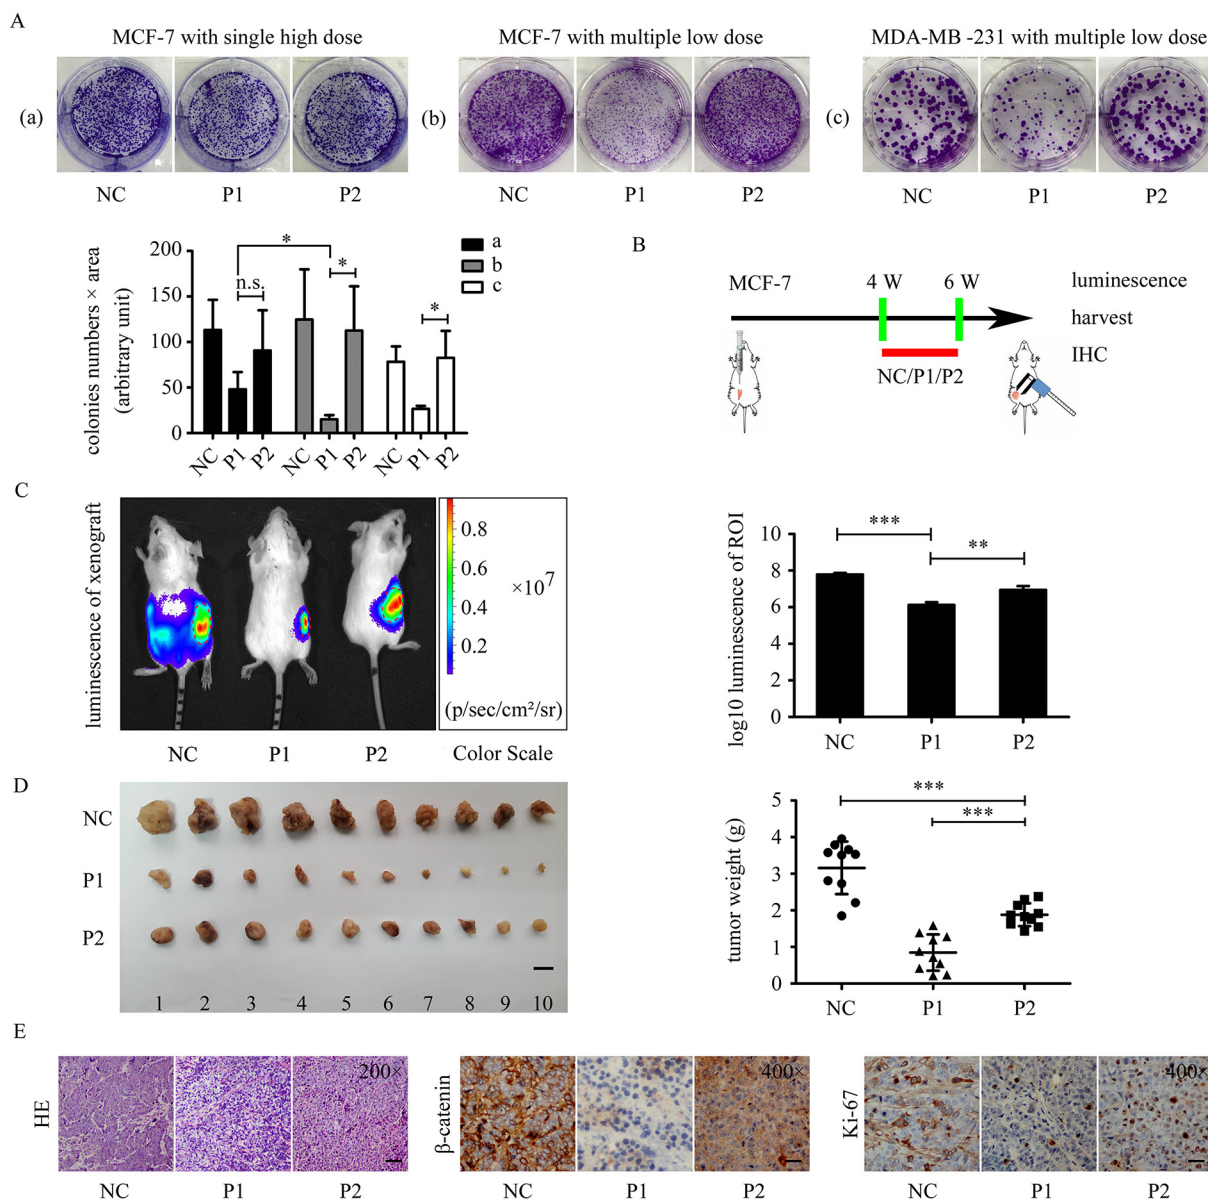 A
MCF-7 with single high dose
MCF-7 with multiple low dose
MDA-MB -231 with multiple low dose
(a)
(b)
(c)
NC P1 P2
NC P1 P2
NC P1 P2
colonies numbers × area
(arbitrary unit)
200
150
100
50
0
*
n.s.
*
*
a
b
c
NC P1 P2 NC P1 P2 NC P1 P2
B
MCF-7
4 W
6 W
luminescence
harvest
IHC
NC/P1/P2
C
luminescence of xenograft
NC P1 P2
0.8
0.6
0.4
0.2
×10⁷
(p/sec/cm²/sr)
Color Scale
log10 luminescence of ROI
10
8
6
4
2
0
***
**
NC P1 P2
D
NC
P1
P2
1 2 3 4 5 6 7 8 9 10
tumor weight (g)
5
4
3
2
1
0
***
***
NC P1 P2
E
HE
200×
NC P1 P2
β-catenin
400×
NC P1 P2
Ki-67
400×
NC P1 P2